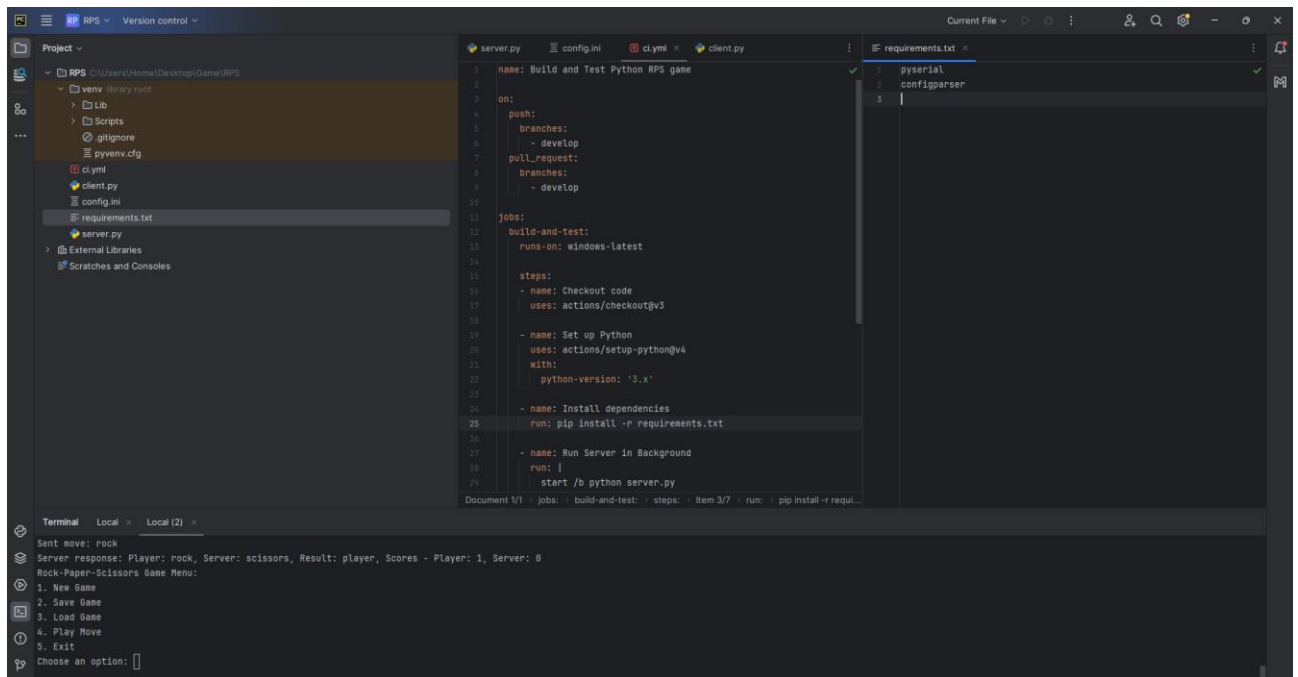 PC RP RPS Version control Current File
Project
RPS C:\Users\Home\Desktop\Game\RPS
venv library root
Lib
Scripts
.gitignore
pyvenv.cfg
ci.yml
client.py
config.ini
requirements.txt
server.py
External Libraries
Scratches and Consoles
server.py config.ini ci.yml client.py
1 name: Build and Test Python RPS game
2
3 on:
4 push:
5 branches:
6 - develop
7 pull_request:
8 branches:
9 - develop
10
11 jobs:
12 build-and-test:
13 runs-on: windows-latest
14
15 steps:
16 - name: Checkout code
17 uses: actions/checkout@v3
18
19 - name: Set up Python
20 uses: actions/setup-python@v4
21 with:
22 python-version: '3.x'
23
24 - name: Install dependencies
25 run: pip install -r requirements.txt
26
27 - name: Run Server in Background
28 run: |
29 start /b python server.py
Document 1/1 jobs: build-and-test: steps: Item 3/7 run: pip install -r requi...
requirements.txt
1 pyserial
2 configparser
3
Terminal Local Local (2)
Sent move: rock
Server response: Player: rock, Server: scissors, Result: player, Scores - Player: 1, Server: 0
Rock-Paper-Scissors Game Menu:
1. New Game
2. Save Game
3. Load Game
4. Play Move
5. Exit
Choose an option: